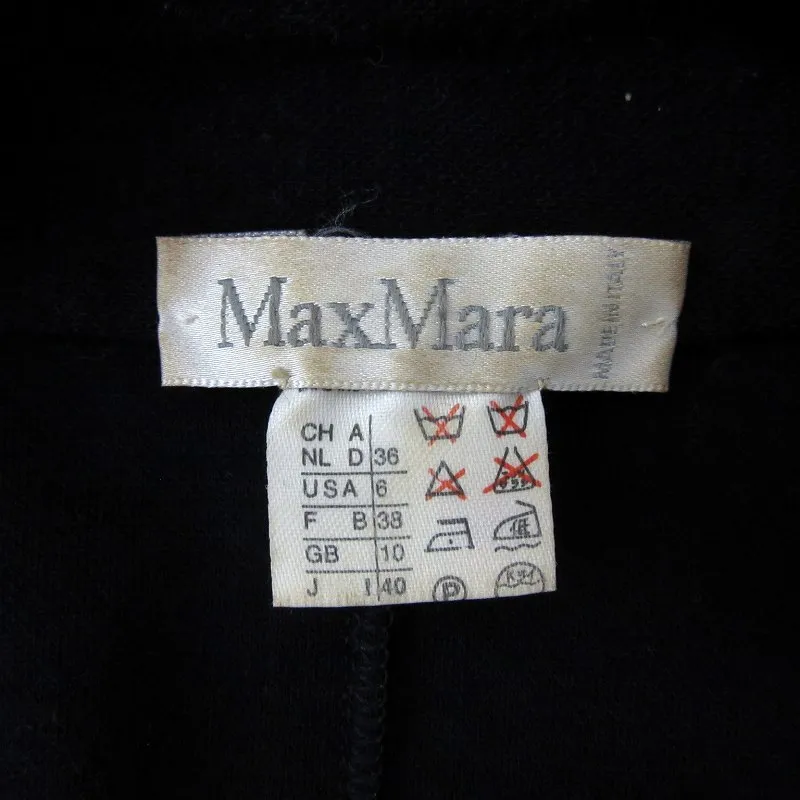 MaxMara
MADE IN ITALY
CH A
NL D 36
USA 6
F B 38
GB 10
J I 40
P